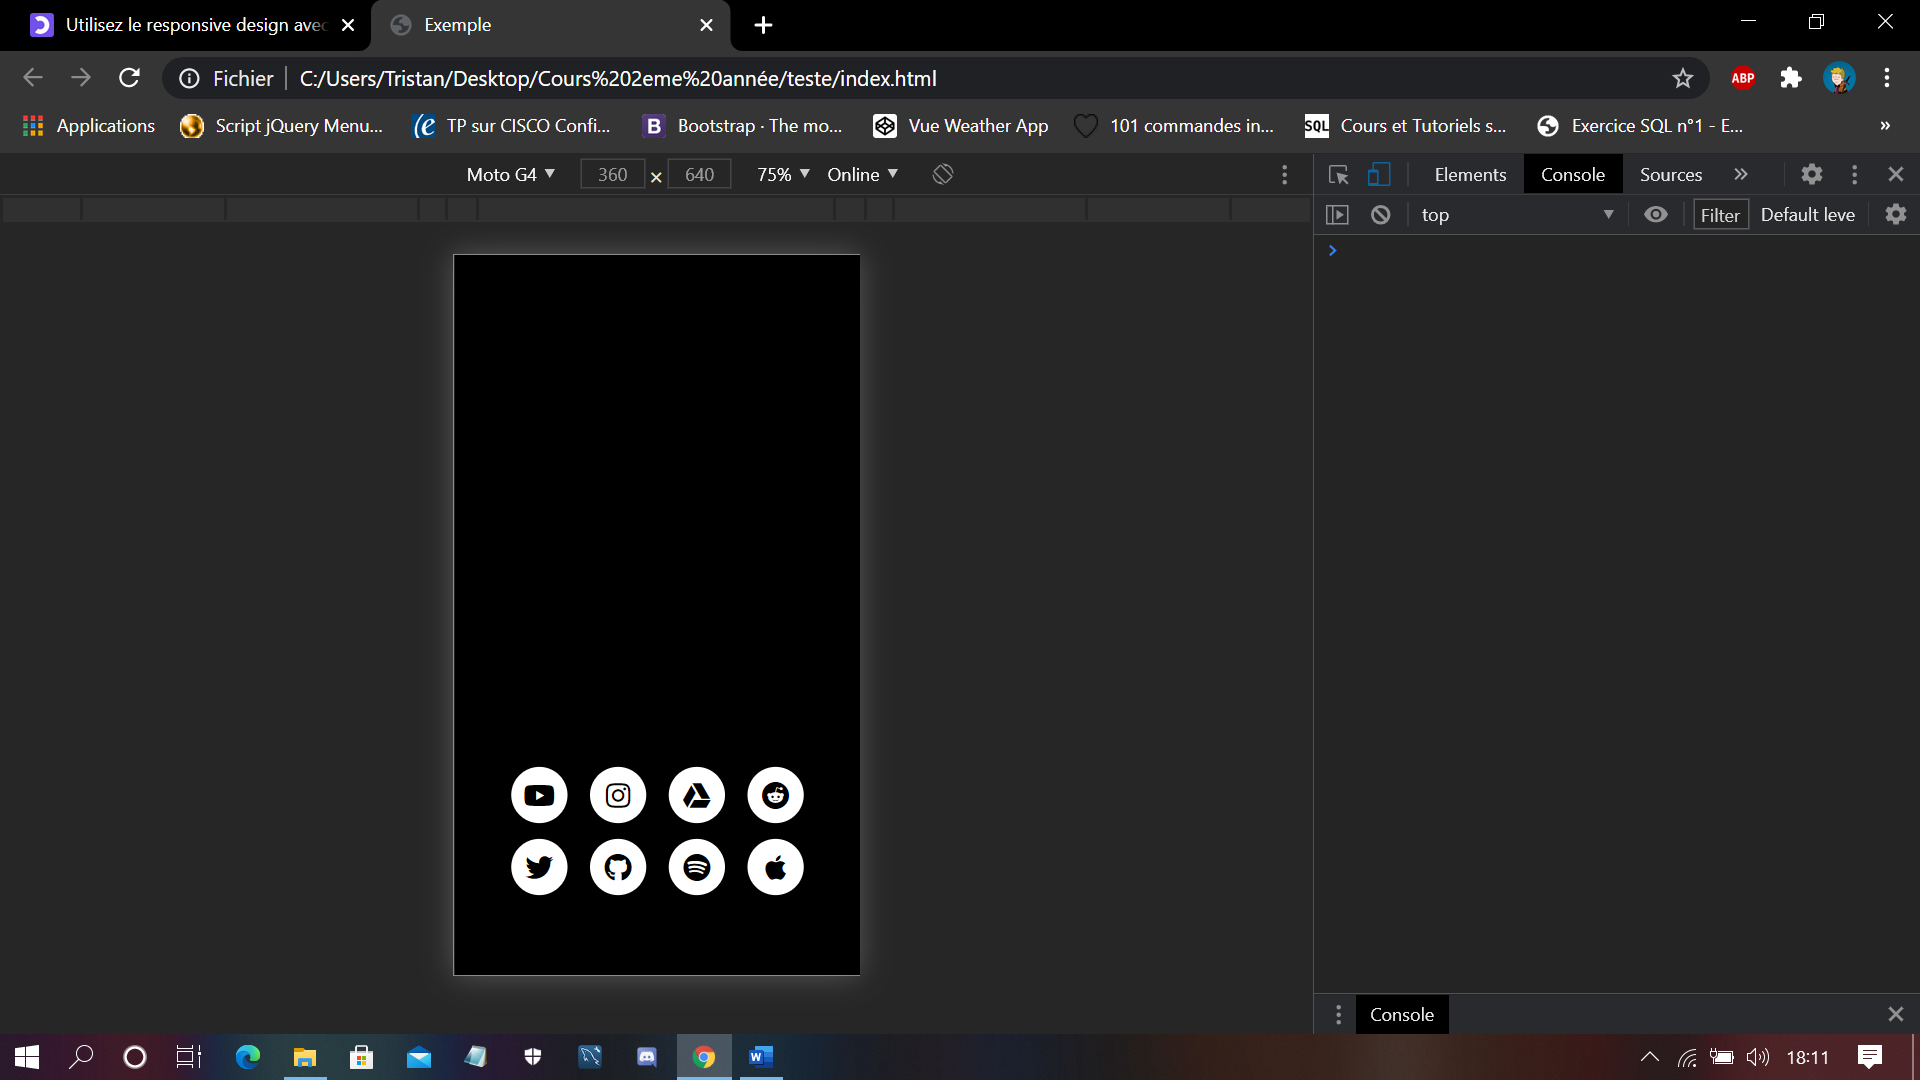 Utilisez le responsive design avec
Exemple
Fichier
C:/Users/Tristan/Desktop/Cours%202eme%20année/teste/index.html
ABP
Applications
Script jQuery Menu...
TP sur CISCO Confi...
B
Bootstrap · The mo...
Vue Weather App
101 commandes in...
SQL
Cours et Tutoriels s...
Exercice SQL n°1 - E...
»
Moto G4 ▼ 360 × 640 75% ▼ Online ▼
Elements Console Sources »
top ▼ Filter Default leve
›
Console
18:11